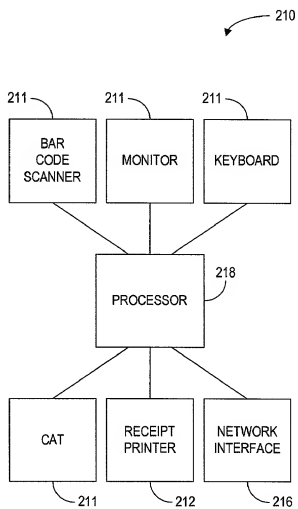 210
211
211
211
BAR
CODE
SCANNER
MONITOR
KEYBOARD
PROCESSOR
218
CAT
RECEIPT
PRINTER
NETWORK
INTERFACE
211
212
216